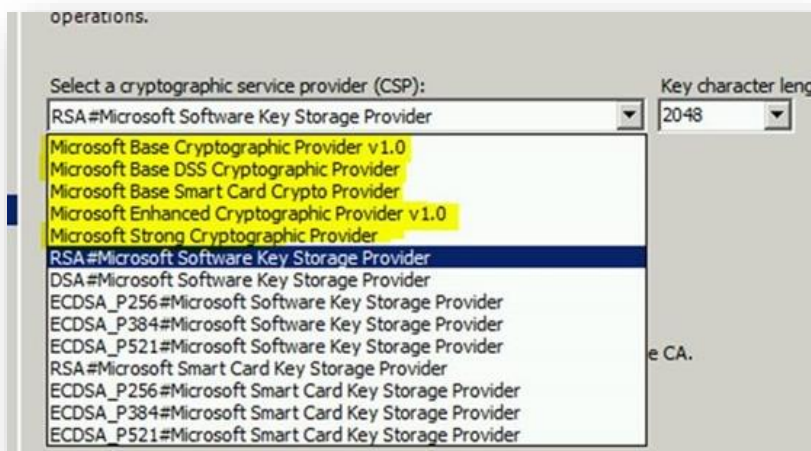 operations.
Select a cryptographic service provider (CSP):
Key character leng
RSA#Microsoft Software Key Storage Provider
2048
Microsoft Base Cryptographic Provider v1.0
Microsoft Base DSS Cryptographic Provider
Microsoft Base Smart Card Crypto Provider
Microsoft Enhanced Cryptographic Provider v1.0
Microsoft Strong Cryptographic Provider
RSA#Microsoft Software Key Storage Provider
DSA#Microsoft Software Key Storage Provider
ECDSA_P256#Microsoft Software Key Storage Provider
ECDSA_P384#Microsoft Software Key Storage Provider
ECDSA_P521#Microsoft Software Key Storage Provider
e CA.
RSA#Microsoft Smart Card Key Storage Provider
ECDSA_P256#Microsoft Smart Card Key Storage Provider
ECDSA_P384#Microsoft Smart Card Key Storage Provider
ECDSA_P521#Microsoft Smart Card Key Storage Provider